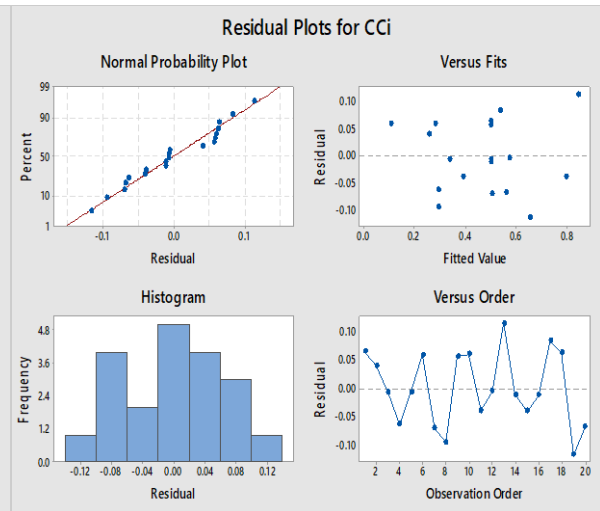 Residual Plots for CCi
Normal Probability Plot
Versus Fits
99
90
50
10
1
Percent
-0.1 0.0 0.1
Residual
0.10
0.05
0.00
-0.05
-0.10
Residual
0.0 0.2 0.4 0.6 0.8
Fitted Value
Histogram
Versus Order
4.8
3.6
2.4
1.2
0.0
Frequency
-0.12 -0.08 -0.04 0.00 0.04 0.08 0.12
Residual
0.10
0.05
0.00
-0.05
-0.10
Residual
2 4 6 8 10 12 14 16 18 20
Observation Order